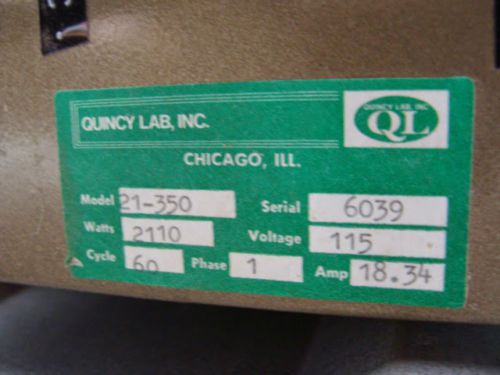 QUINCY LAB, INC.
QUINCY LAB, INC
QL
CHICAGO, ILL.
Model 21-350 Serial 6039
Watts 2110 Voltage 115
Cycle 60 Phase 1 Amp 18.34